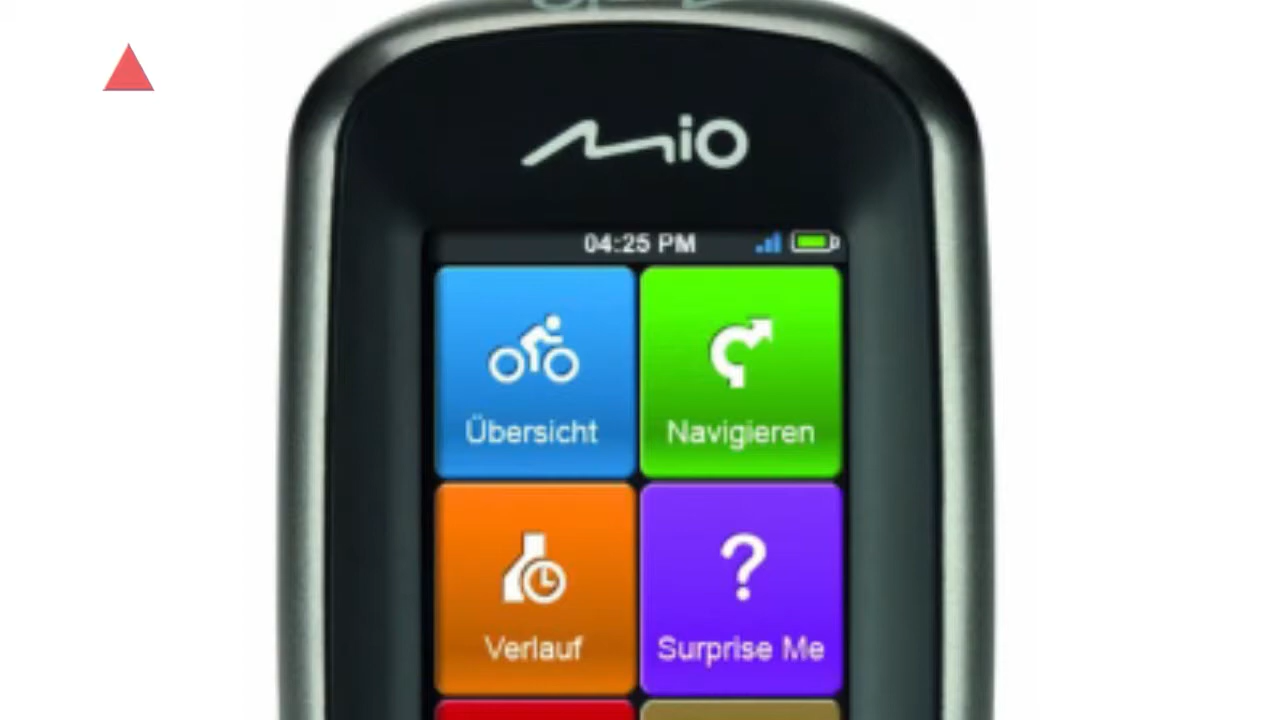 Mio
04:25 PM
Übersicht
Navigieren
Verlauf
Surprise Me